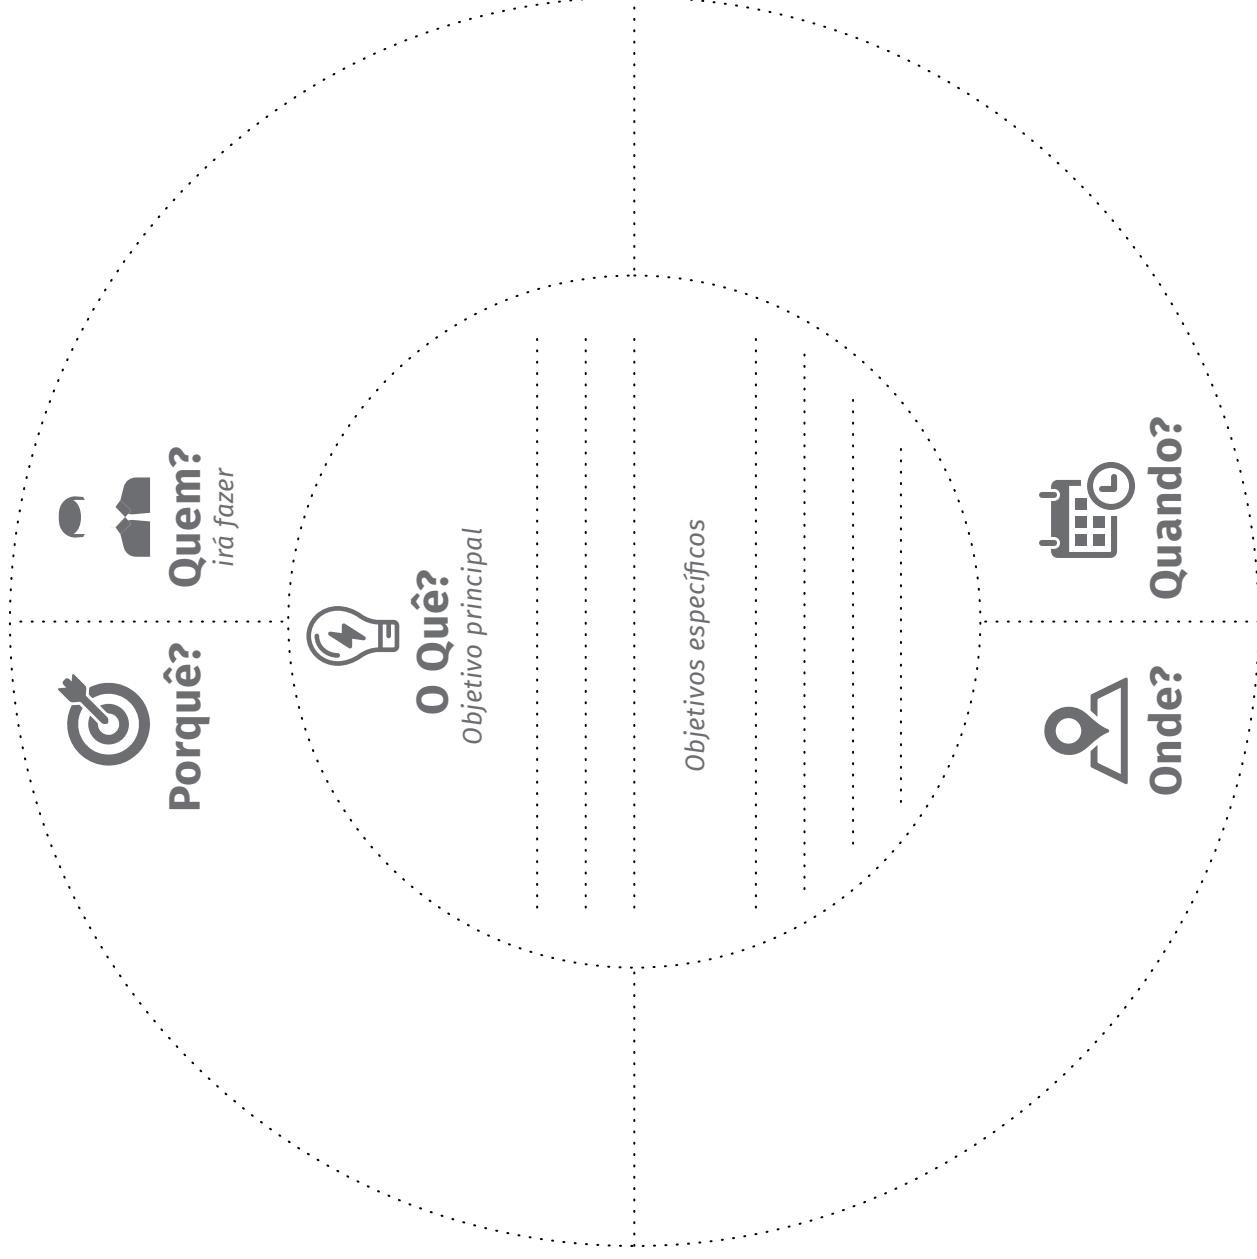 Porquê?
Quem?
irá fazer
O Quê?
Objetivo principal
Objetivos específicos
Onde?
Quando?